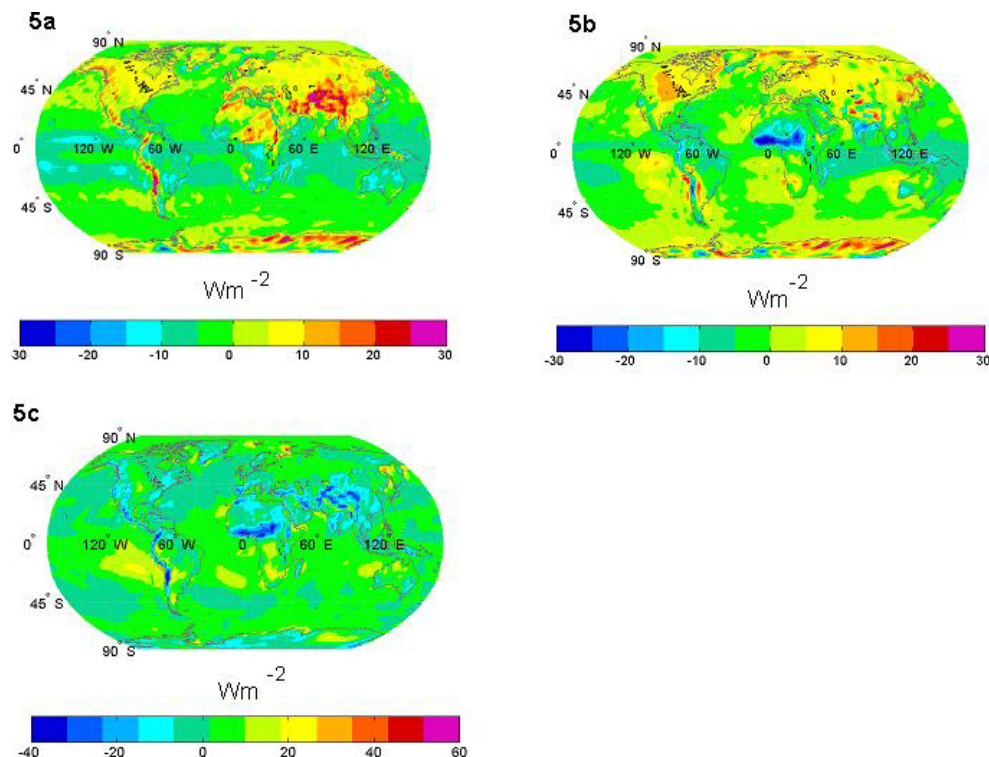 5a
90° N
45° N
0°
120° W 60 W 0 60 E 120°E
45° S
90° S
Wm -2
30 -20 -10 0 10 20 30
5b
90° N
45° N
0°
120° W 60° W 0° 60° E 120° E
45° S
90° S
Wm -2
-30 -20 -10 0 10 20 30
5c
90° N
45° N
0°
120° W 60° W 0 60° E 120° E
45° S
90° S
Wm -2
-40 -20 0 20 40 60